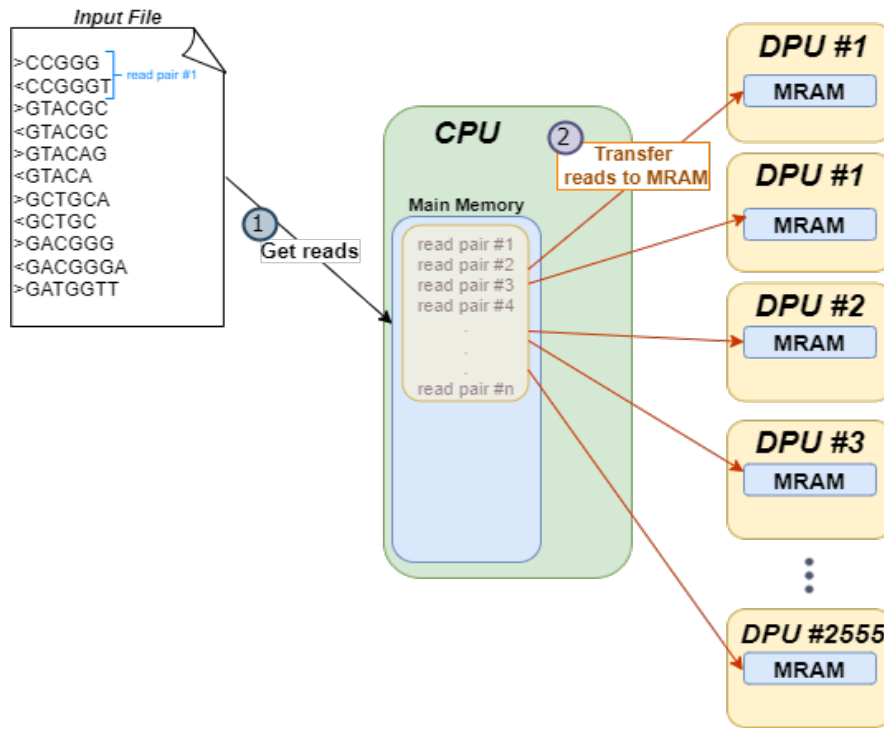 Input File
>CCGGG
<CCGGGT
read pair #1
>GTACGC
<GTACGC
>GTACAG
<GTACA
>GCTGCA
<GCTGC
>GACGGG
<GACGGGA
>GATGGTT
1
Get reads
CPU
2
Transfer
reads to MRAM
Main Memory
read pair #1
read pair #2
read pair #3
read pair #4
.
.
.
read pair #n
DPU #1
MRAM
DPU #1
MRAM
DPU #2
MRAM
DPU #3
MRAM
DPU #2555
MRAM